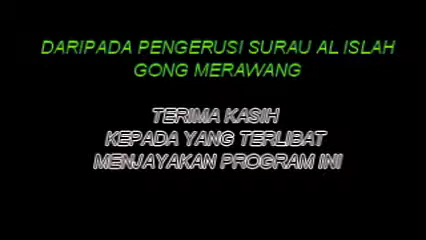 DARIPADA PENGERUSI SURAU AL ISLAH
GONG MERAWANG
TERIMA KASIH
KEPADA YANG TERLIBAT
MENJAYAKAN PROGRAM INI